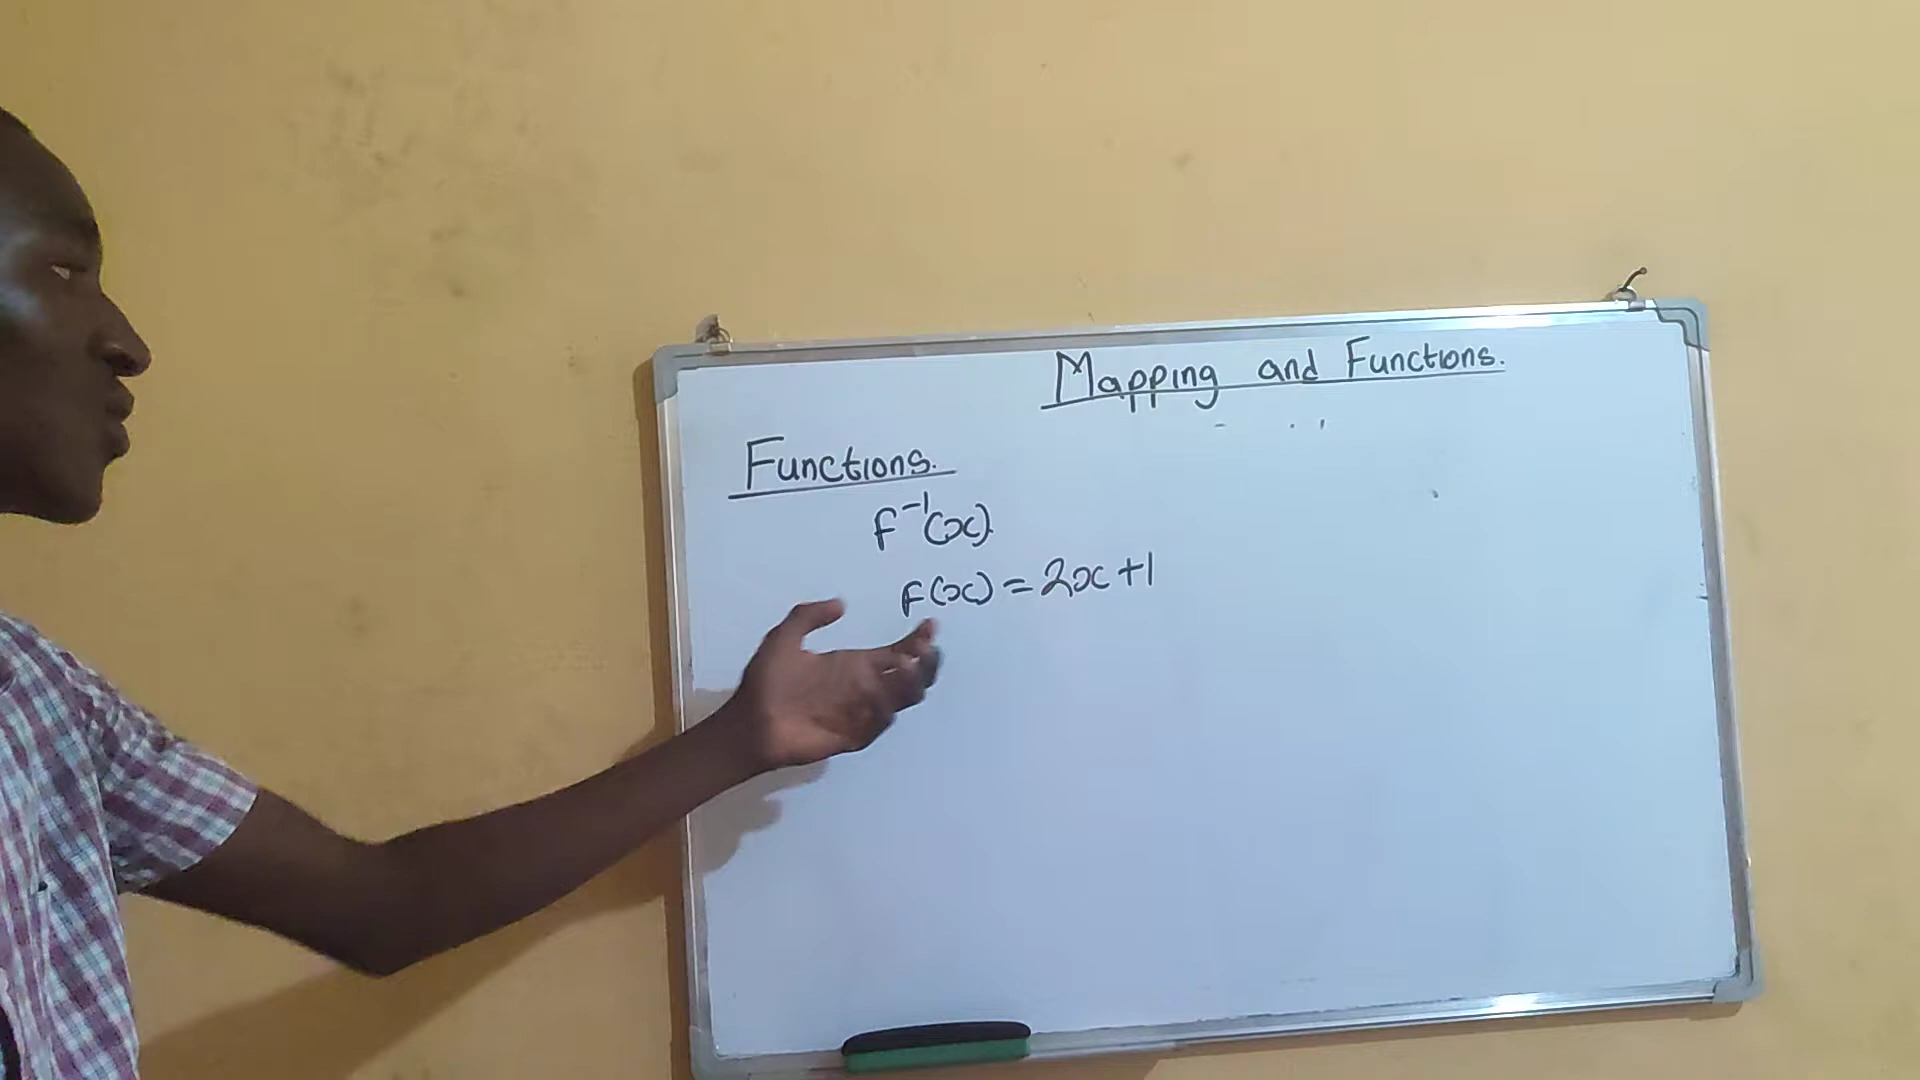 Mapping and Functions.
Functions.
f⁻¹(x).
f(x) = 2x + 1